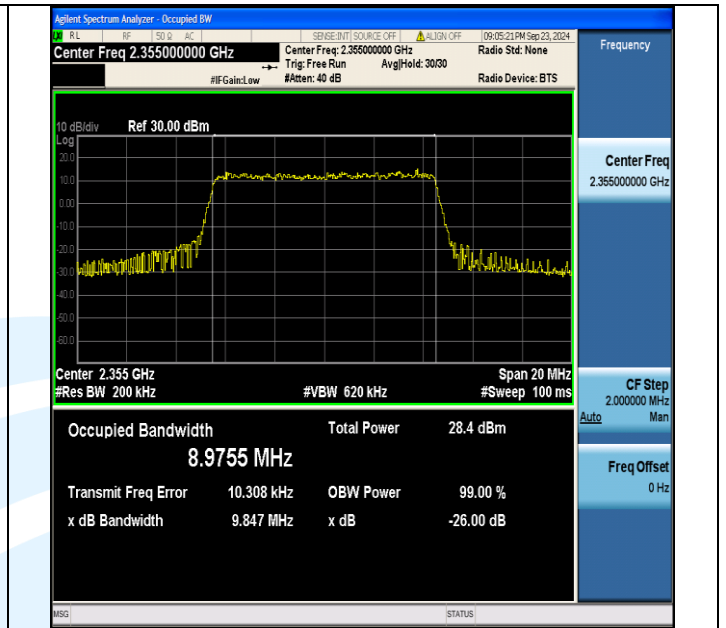 Agilent Spectrum Analyzer - Occupied BW
RL RF 50 Ω AC SENSE:INT SOURCE OFF ALIGN OFF 09:05:21 PM Sep 23, 2024
Center Freq 2.355000000 GHz
Center Freq: 2.355000000 GHz
Radio Std: None
Trig: Free Run Avg|Hold: 30/30
#IFGain:Low #Atten: 40 dB Radio Device: BTS
10 dB/div Ref 30.00 dBm
Log
20.0
10.0
0.00
-10.0
-20.0
-30.0
-40.0
-50.0
-60.0
Center 2.355 GHz Span 20 MHz
#Res BW 200 kHz #VBW 620 kHz #Sweep 100 ms
Occupied Bandwidth Total Power 28.4 dBm
8.9755 MHz
Transmit Freq Error 10.308 kHz OBW Power 99.00 %
x dB Bandwidth 9.847 MHz x dB -26.00 dB
MSG STATUS
Frequency
Center Freq
2.355000000 GHz
CF Step
2.000000 MHz
Auto Man
Freq Offset
0 Hz